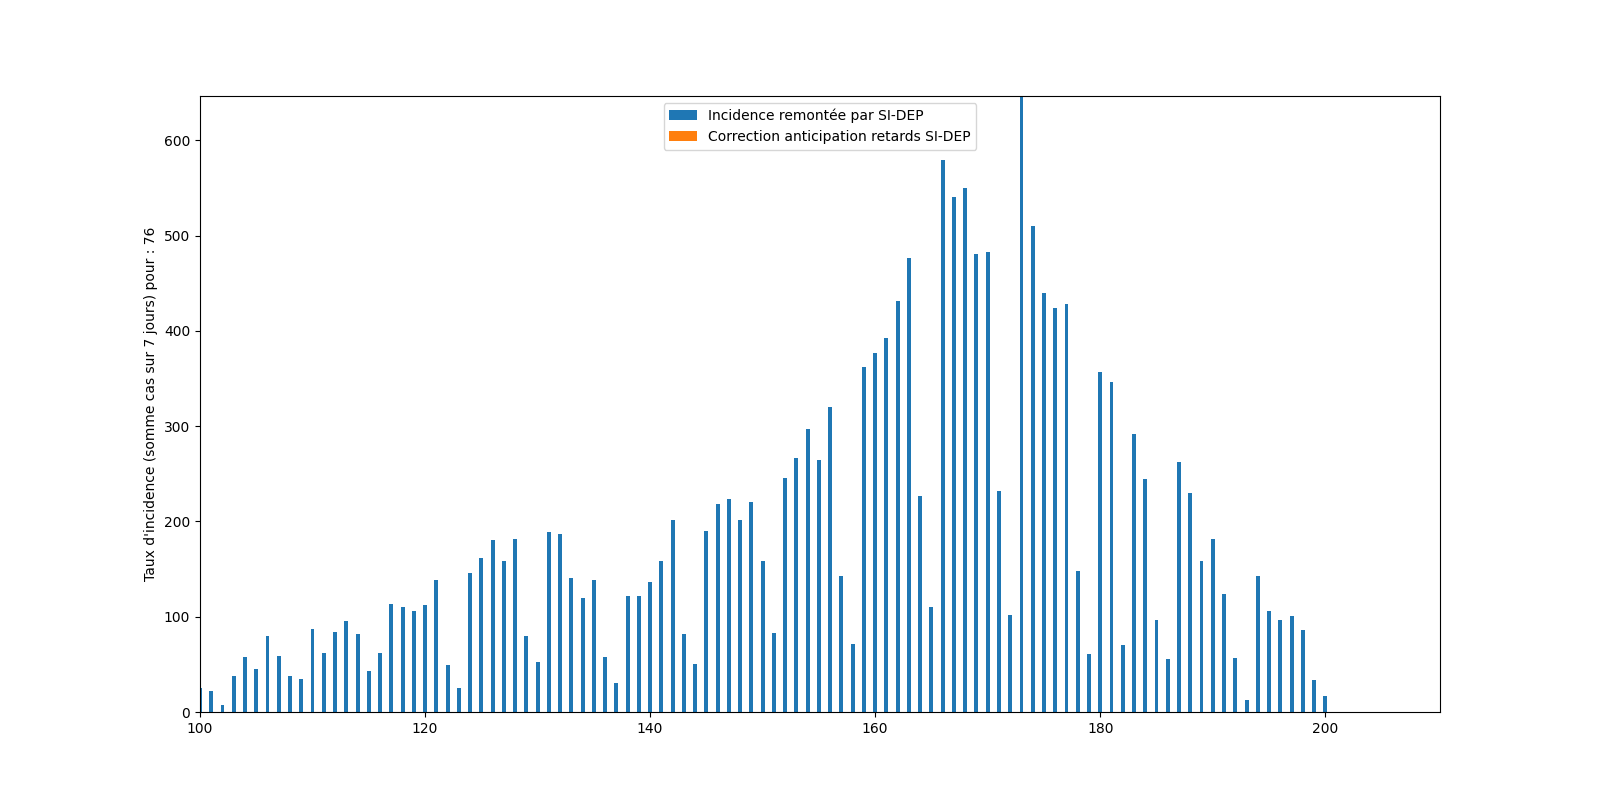 Incidence remontée par SI-DEP
Correction anticipation retards SI-DEP
Taux d'incidence (somme cas sur 7 jours) pour : 76
600
500
400
300
200
100
0
100 120 140 160 180 200